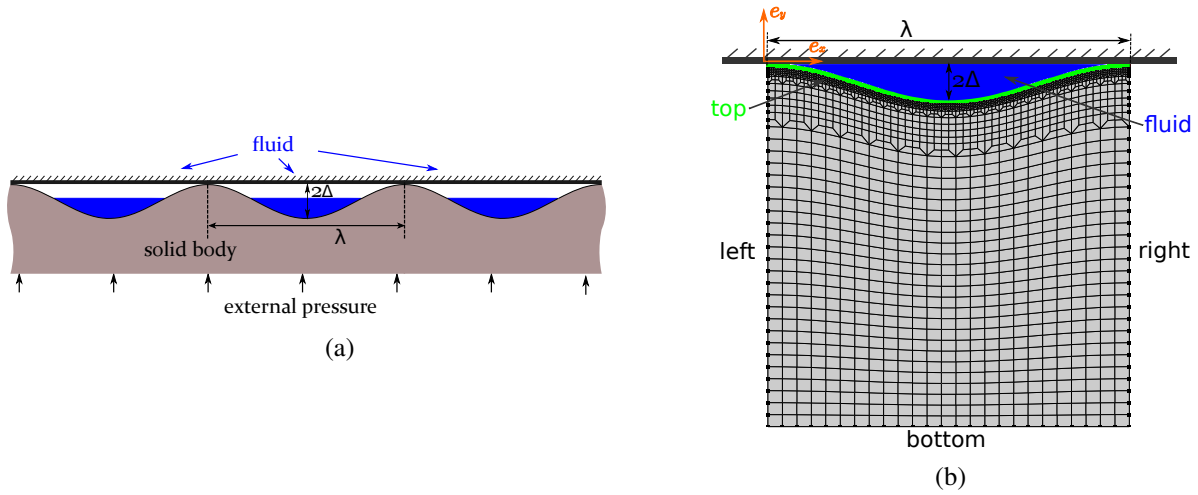 fluid
2Δ
λ
solid body
external pressure
(a)
e_y
λ
e_x
2Δ
top
fluid
left
right
bottom
(b)